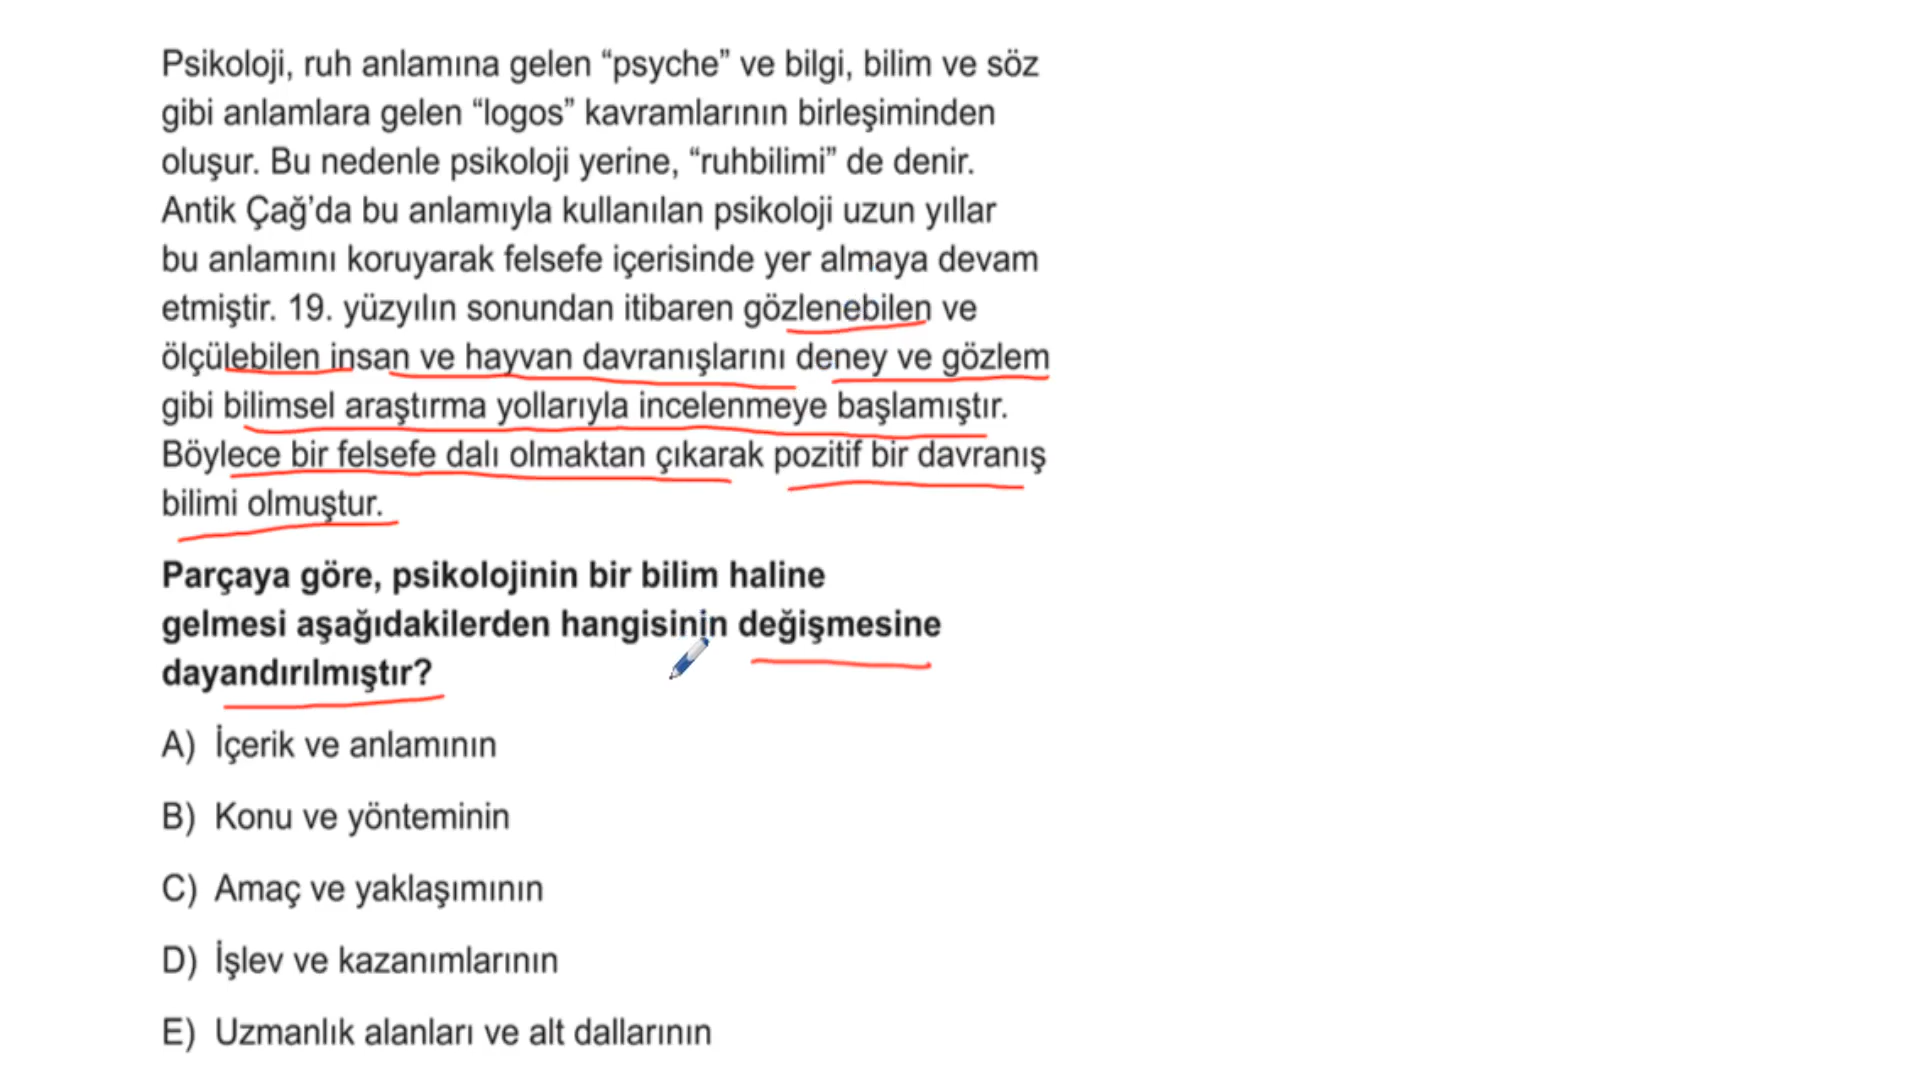 Psikoloji, ruh anlamına gelen “psyche” ve bilgi, bilim ve söz
gibi anlamlara gelen “logos” kavramlarının birleşiminden
oluşur. Bu nedenle psikoloji yerine, “ruhbilimi” de denir.
Antik Çağ’da bu anlamıyla kullanılan psikoloji uzun yıllar
bu anlamını koruyarak felsefe içerisinde yer almaya devam
etmiştir. 19. yüzyılın sonundan itibaren gözlenebilen ve
ölçülebilen insan ve hayvan davranışlarını deney ve gözlem
gibi bilimsel araştırma yollarıyla incelenmeye başlamıştır.
Böylece bir felsefe dalı olmaktan çıkarak pozitif bir davranış
bilimi olmuştur.
Parçaya göre, psikolojinin bir bilim haline
gelmesi aşağıdakilerden hangisinin değişmesine
dayandırılmıştır?
A) İçerik ve anlamının
B) Konu ve yönteminin
C) Amaç ve yaklaşımının
D) İşlev ve kazanımlarının
E) Uzmanlık alanları ve alt dallarının